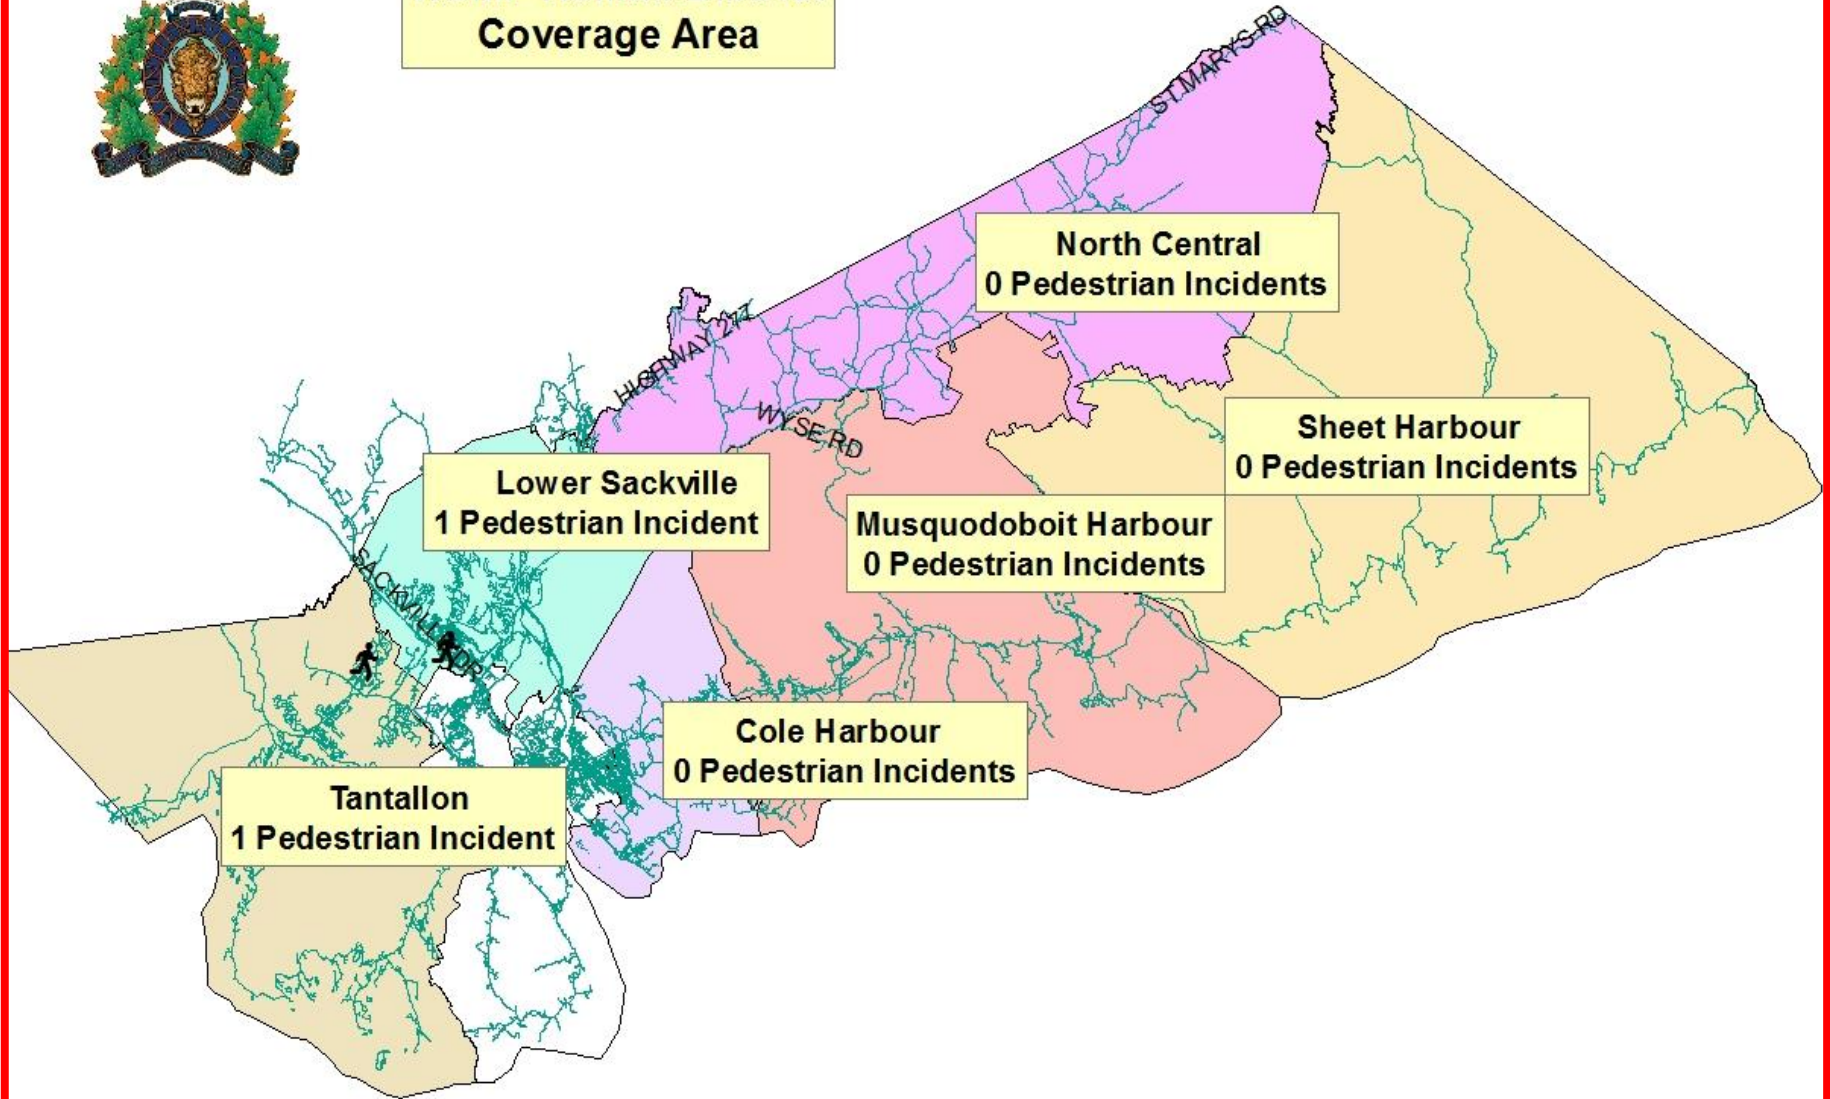 Coverage Area
ST.MARYS RD
North Central
0 Pedestrian Incidents
HIGHWAY 277
WYSE RD
Sheet Harbour
0 Pedestrian Incidents
Lower Sackville
1 Pedestrian Incident
Musquodoboit Harbour
0 Pedestrian Incidents
SACKVILLE DR
Cole Harbour
0 Pedestrian Incidents
Tantallon
1 Pedestrian Incident